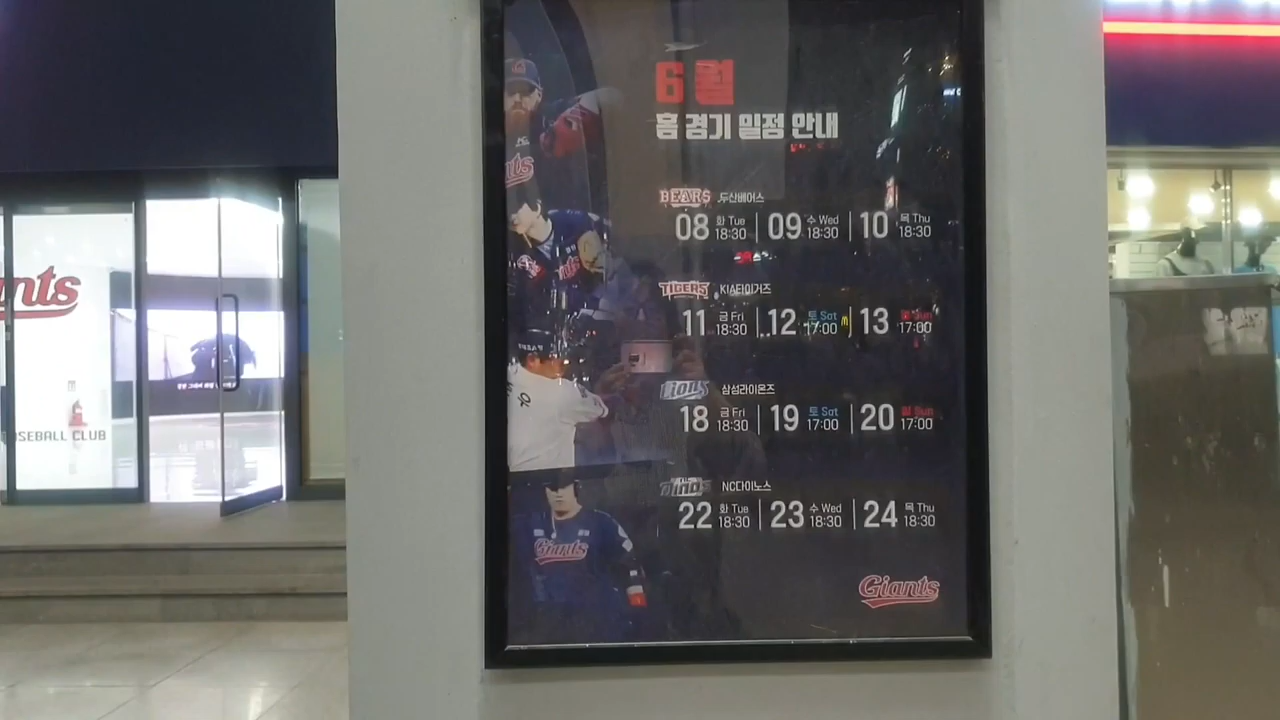 6월
홈 경기 일정 안내
BEARS 두산베어스
08 화 Tue 18:30 | 09 수 Wed 18:30 | 10 목 Thu 18:30
TIGERS KIA타이거즈
11 금 Fri 18:30 | 12 토 Sat 17:00 | 13 일 Sun 17:00
Lions 삼성라이온즈
18 금 Fri 18:30 | 19 토 Sat 17:00 | 20 일 Sun 17:00
Dinos NC다이노스
22 화 Tue 18:30 | 23 수 Wed 18:30 | 24 목 Thu 18:30
Giants
Giants
nts
BASEBALL CLUB